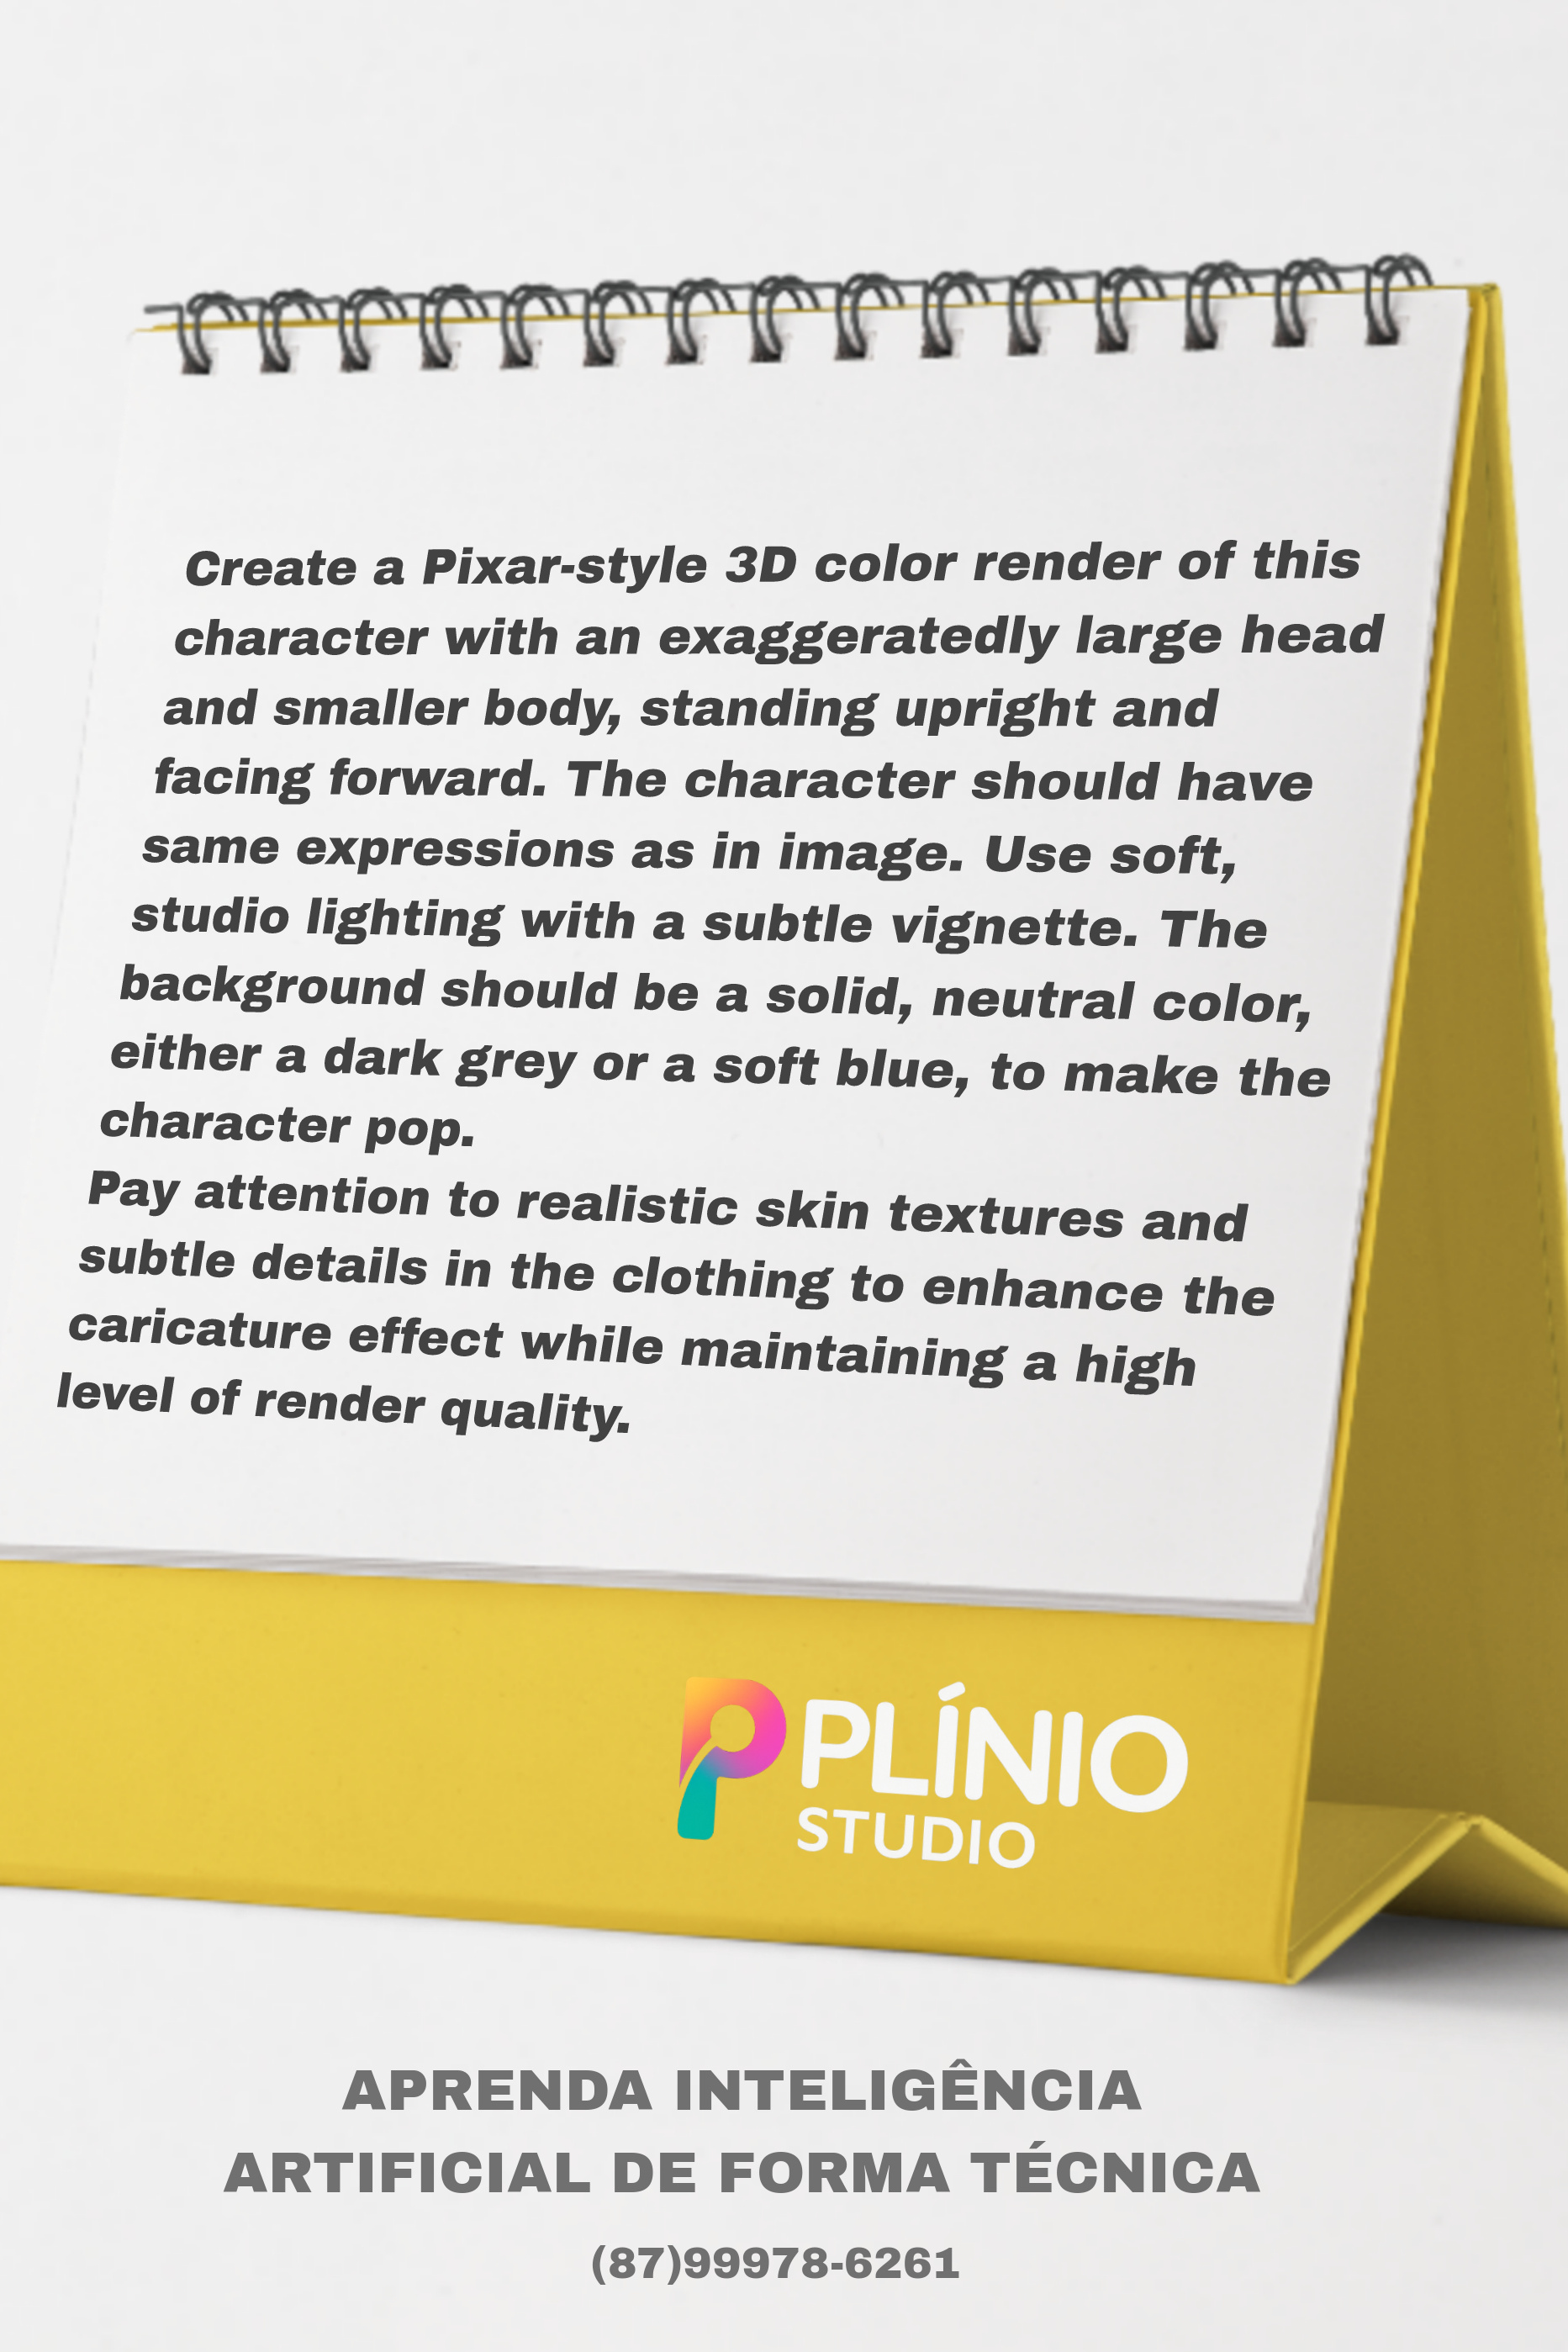 Create a Pixar-style 3D color render of this
character with an exaggeratedly large head
and smaller body, standing upright and
facing forward. The character should have
same expressions as in image. Use soft,
studio lighting with a subtle vignette. The
background should be a solid, neutral color,
either a dark grey or a soft blue, to make the
character pop.
Pay attention to realistic skin textures and
subtle details in the clothing to enhance the
caricature effect while maintaining a high
level of render quality.
PLÍNIO
STUDIO
APRENDA INTELIGÊNCIA
ARTIFICIAL DE FORMA TÉCNICA
(87)99978-6261